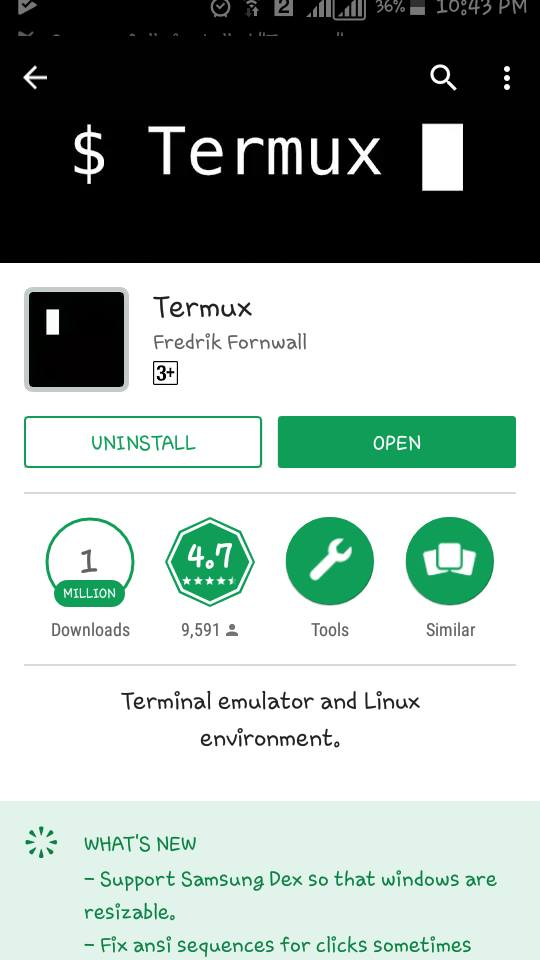 2 36% 10:43 PM
$ Termux
Termux
Fredrik Fornwall
3+
UNINSTALL OPEN
1 4.7
MILLION
Downloads 9,591 Tools Similar
Terminal emulator and Linux
environment.
WHAT'S NEW
- Support Samsung Dex so that windows are
resizable.
- Fix ansi sequences for clicks sometimes